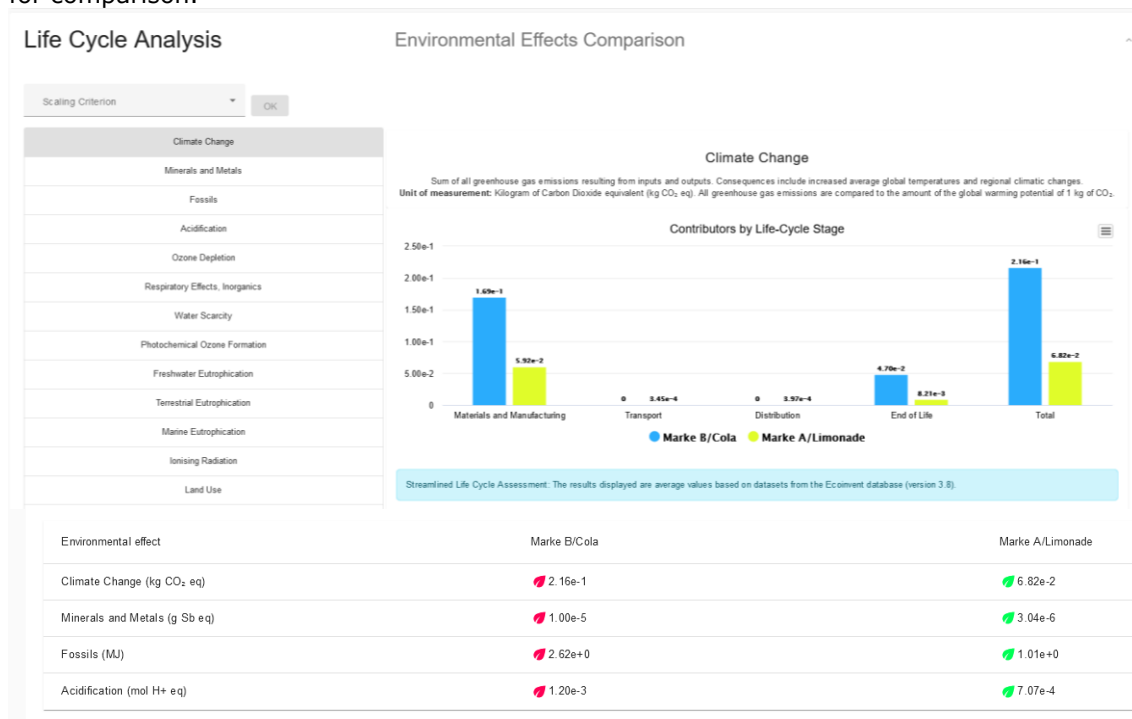 for comparison.
Life Cycle Analysis
Environmental Effects Comparison
Scaling Criterion
OK
Climate Change
Minerals and Metals
Fossils
Acidification
Ozone Depletion
Respiratory Effects, Inorganics
Water Scarcity
Photochemical Ozone Formation
Freshwater Eutrophication
Terrestrial Eutrophication
Marine Eutrophication
Ionising Radiation
Land Use
Climate Change
Sum of all greenhouse gas emissions resulting from inputs and outputs. Consequences include increased average global temperatures and regional climatic changes.
Unit of measurement: Kilogram of Carbon Dioxide equivalent (kg CO₂ eq). All greenhouse gas emissions are compared to the amount of the global warming potential of 1 kg of CO₂.
Contributors by Life-Cycle Stage
2.50e-1
2.00e-1
1.50e-1
1.00e-1
5.00e-2
0
1.69e-1
5.92e-2
0 3.45e-4
0 3.97e-4
4.70e-2
8.21e-3
2.16e-1
6.82e-2
Materials and Manufacturing Transport Distribution End of Life Total
Marke B/Cola Marke A/Limonade
Streamlined Life Cycle Assessment: The results displayed are average values based on datasets from the Ecoinvent database (version 3.8).
Environmental effect Marke B/Cola Marke A/Limonade
Climate Change (kg CO₂ eq) 2.16e-1 6.82e-2
Minerals and Metals (g Sb eq) 1.00e-5 3.04e-6
Fossils (MJ) 2.62e+0 1.01e+0
Acidification (mol H+ eq) 1.20e-3 7.07e-4